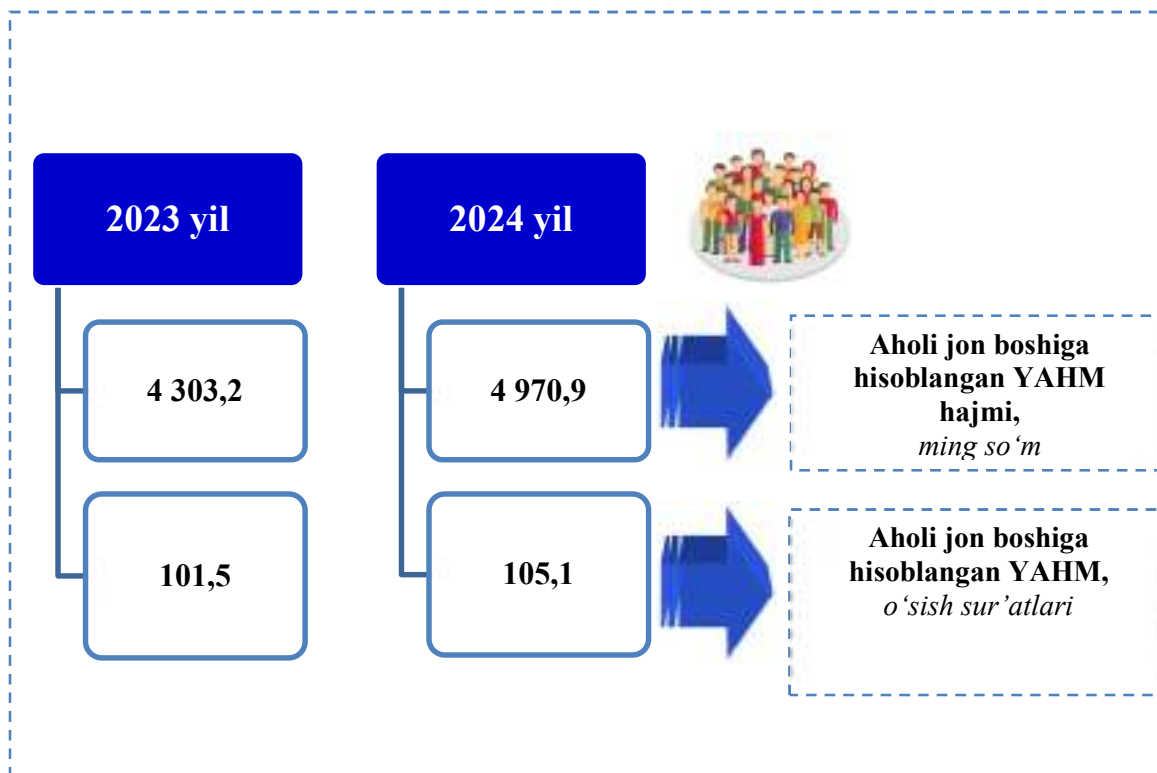 2023 yil
2024 yil
4 303,2
4 970,9
Aholi jon boshiga
hisoblangan YAHM
hajmi,
ming so‘m
101,5
105,1
Aholi jon boshiga
hisoblangan YAHM,
o‘sish sur’atlari